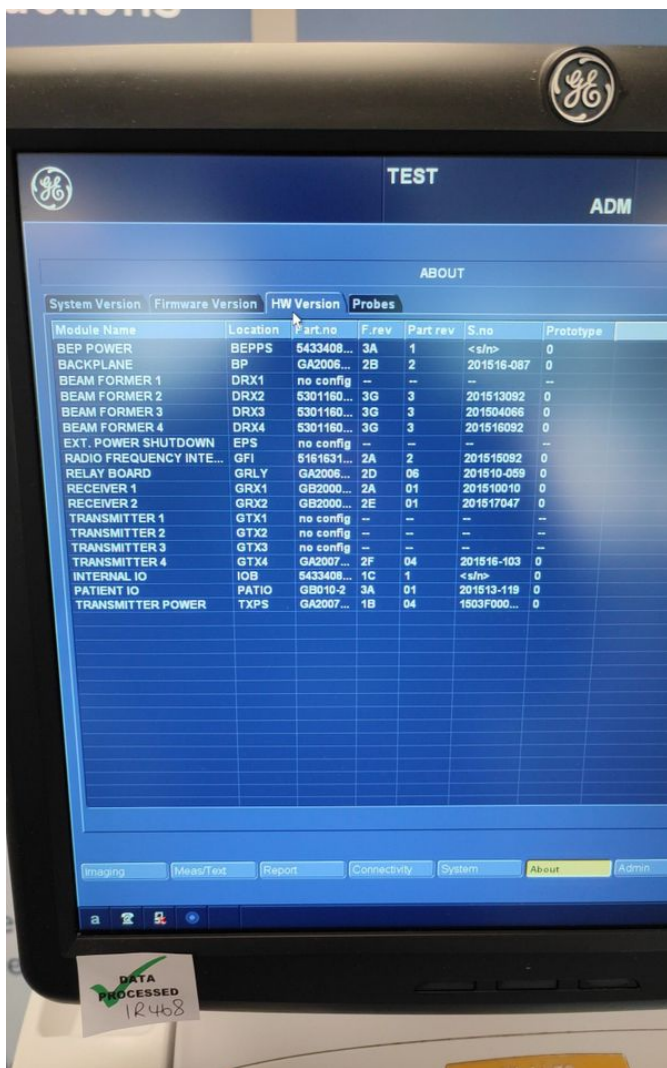 GE
GE
TEST
ADM
ABOUT
System Version Firmware Version HW Version Probes
Module Name Location Part.no F.rev Part rev S.no Prototype
BEP POWER BEPPS 5433408... 3A 1 <s/n> 0
BACKPLANE BP GA2006... 2B 2 201516-087 0
BEAM FORMER 1 DRX1 no config -- -- -- --
BEAM FORMER 2 DRX2 5301160... 3G 3 201513092 0
BEAM FORMER 3 DRX3 5301160... 3G 3 201504066 0
BEAM FORMER 4 DRX4 5301160... 3G 3 201516092 0
EXT. POWER SHUTDOWN EPS no config -- -- -- --
RADIO FREQUENCY INTE... GFI 5161631... 2A 2 201515092 0
RELAY BOARD GRLY GA2006... 2D 06 201510-059 0
RECEIVER 1 GRX1 GB2000... 2A 01 201510010 0
RECEIVER 2 GRX2 GB2000... 2E 01 201517047 0
TRANSMITTER 1 GTX1 no config -- -- -- --
TRANSMITTER 2 GTX2 no config -- -- -- --
TRANSMITTER 3 GTX3 no config -- -- -- --
TRANSMITTER 4 GTX4 GA2007... 2F 04 201516-103 0
INTERNAL IO IOB 5433408... 1C 1 <s/n> 0
PATIENT IO PATIO GB010-2 3A 01 201513-119 0
TRANSMITTER POWER TXPS GA2007... 1B 04 1503F000... 0
Imaging Meas/Text Report Connectivity System About Admin
a
DATA
PROCESSED
IR468